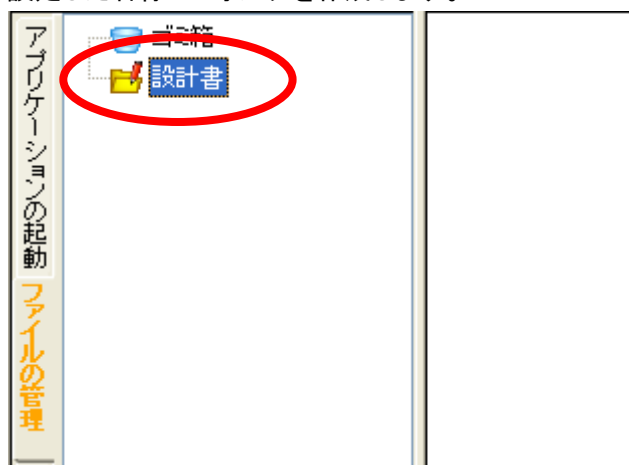 アプリケーションの起動
ファイルの管理
ゴミ箱
設計書